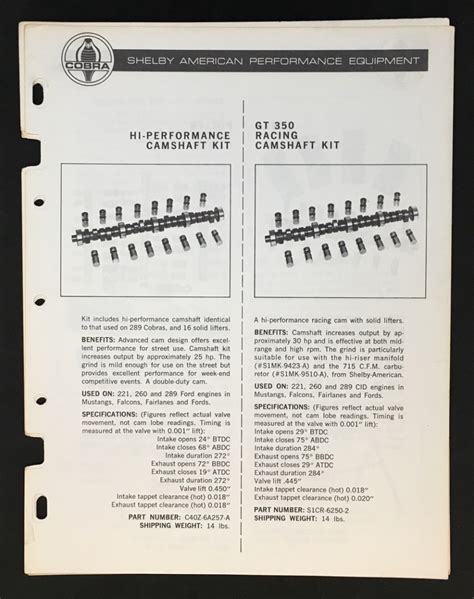 COBRA
SHELBY AMERICAN PERFORMANCE EQUIPMENT
HI-PERFORMANCE
CAMSHAFT KIT
Kit includes hi-performance camshaft identical
to that used on 289 Cobras, and 16 solid lifters.
BENEFITS: Advanced cam design offers excel-
lent performance for street use. Camshaft kit
increases output by approximately 25 hp. The
grind is mild enough for use on the street but
provides excellent performance for week-end
competitive events. A double-duty cam.
USED ON: 221, 260 and 289 Ford engines in
Mustangs, Falcons, Fairlanes and Fords.
SPECIFICATIONS: (Figures reflect actual valve
movement, not cam lobe readings. Timing is
measured at the valve with 0.001" lift):
Intake opens 24° BTDC
Intake closes 68° ABDC
Intake duration 272°
Exhaust opens 72° BBDC
Exhaust closes 19° ATDC
Exhaust duration 272°
Valve lift 0.450"
Intake tappet clearance (hot) 0.018"
Exhaust tappet clearance (hot) 0.018"
PART NUMBER: C4OZ-6A257-A
SHIPPING WEIGHT: 14 lbs.
GT 350
RACING
CAMSHAFT KIT
A hi-performance racing cam with solid lifters.
BENEFITS: Camshaft increases output by ap-
proximately 30 hp and is effective at both mid-
range and high rpm. The grind is particularly
suitable for use with the hi-riser manifold
(#S1MK-9423-A) and the 715 C.F.M. carbu-
retor (#S1MK-9510-A), from Shelby-American.
USED ON: 221, 260 and 289 CID engines in
Mustangs, Falcons, Fairlanes and Fords.
SPECIFICATIONS: (Figures reflect actual valve
movement, not cam lobe readings. Timing is
measured at the valve with 0.001" lift):
Intake opens 29° BTDC
Intake closes 75° ABDC
Intake duration 284°
Exhaust opens 75° BBDC
Exhaust closes 29° ATDC
Exhaust duration 284°
Valve lift .445"
Intake tappet clearance (hot) 0.018"
Exhaust tappet clearance (hot) 0.020"
PART NUMBER: S1CR-6250-2
SHIPPING WEIGHT: 14 lbs.